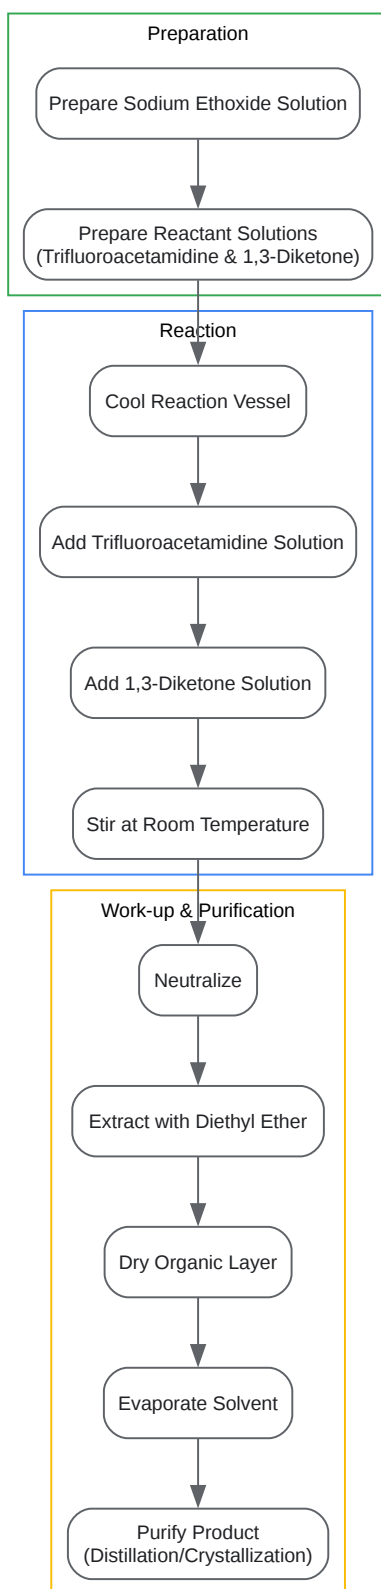 Preparation
Prepare Sodium Ethoxide Solution
Prepare Reactant Solutions
(Trifluoroacetamidine & 1,3-Diketone)
Reaction
Cool Reaction Vessel
Add Trifluoroacetamidine Solution
Add 1,3-Diketone Solution
Stir at Room Temperature
Work-up & Purification
Neutralize
Extract with Diethyl Ether
Dry Organic Layer
Evaporate Solvent
Purify Product
(Distillation/Crystallization)